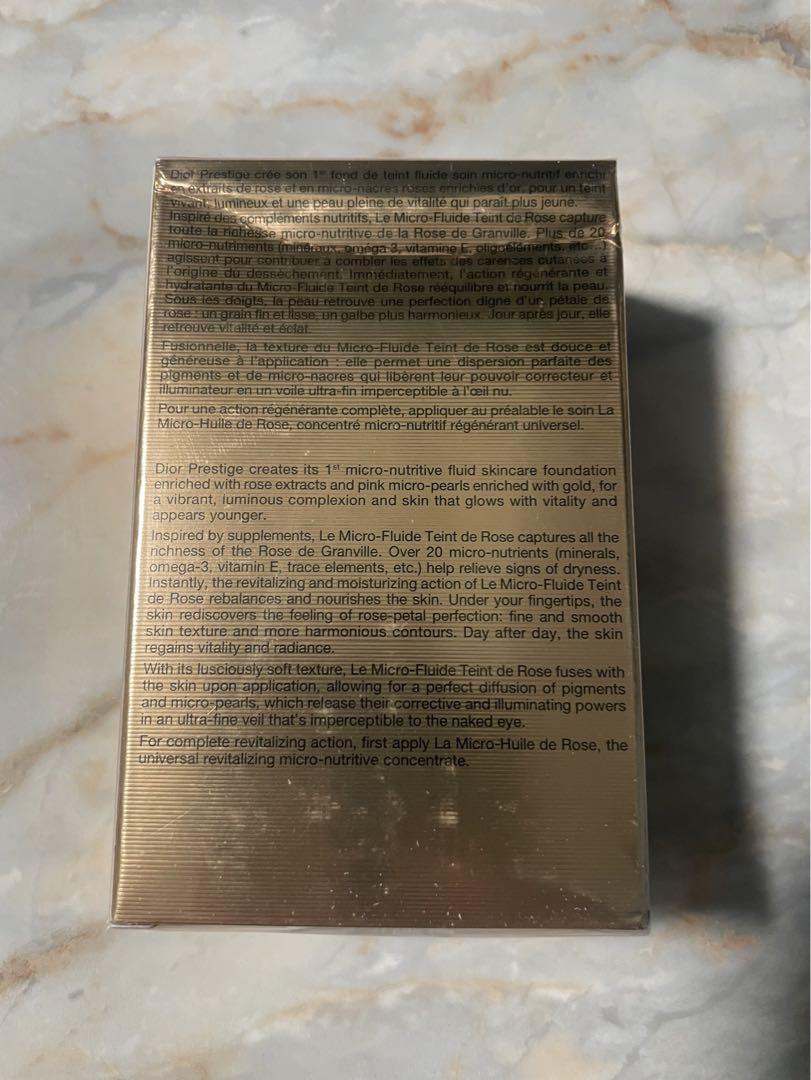 Dior Prestige crée son 1er fond de teint fluide soin micro-nutritif enrichi
en extraits de rose et en micro-nacres roses enrichies d'or, pour un teint
vivant, lumineux et une peau pleine de vitalité qui paraît plus jeune.
Inspiré des compléments nutritifs, Le Micro-Fluide Teint de Rose capture
toute la richesse micro-nutritive de la Rose de Granville. Plus de 20
micro-nutriments (minéraux, oméga-3, vitamine E, oligoéléments, etc...)
agissent pour contribuer à combler les effets des carences cutanées à
l'origine du dessèchement. Immédiatement, l'action régénérante et
hydratante du Micro-Fluide Teint de Rose rééquilibre et nourrit la peau.
Sous les doigts, la peau retrouve une perfection digne d'un pétale de
rose : un grain fin et lisse, un galbe plus harmonieux. Jour après jour, elle
retrouve vitalité et éclat.
Fusionnelle, la texture du Micro-Fluide Teint de Rose est douce et
généreuse à l'application : elle permet une dispersion parfaite des
pigments et de micro-nacres qui libèrent leur pouvoir correcteur et
illuminateur en un voile ultra-fin imperceptible à l'œil nu.
Pour une action régénérante complète, appliquer au préalable le soin La
Micro-Huile de Rose, concentré micro-nutritif régénérant universel.
Dior Prestige creates its 1st micro-nutritive fluid skincare foundation
enriched with rose extracts and pink micro-pearls enriched with gold, for
a vibrant, luminous complexion and skin that glows with vitality and
appears younger.
Inspired by supplements, Le Micro-Fluide Teint de Rose captures all the
richness of the Rose de Granville. Over 20 micro-nutrients (minerals,
omega-3, vitamin E, trace elements, etc.) help relieve signs of dryness.
Instantly, the revitalizing and moisturizing action of Le Micro-Fluide Teint
de Rose rebalances and nourishes the skin. Under your fingertips, the
skin rediscovers the feeling of rose-petal perfection: fine and smooth
skin texture and more harmonious contours. Day after day, the skin
regains vitality and radiance.
With its lusciously soft texture, Le Micro-Fluide Teint de Rose fuses with
the skin upon application, allowing for a perfect diffusion of pigments
and micro-pearls, which release their corrective and illuminating powers
in an ultra-fine veil that's imperceptible to the naked eye.
For complete revitalizing action, first apply La Micro-Huile de Rose, the
universal revitalizing micro-nutritive concentrate.